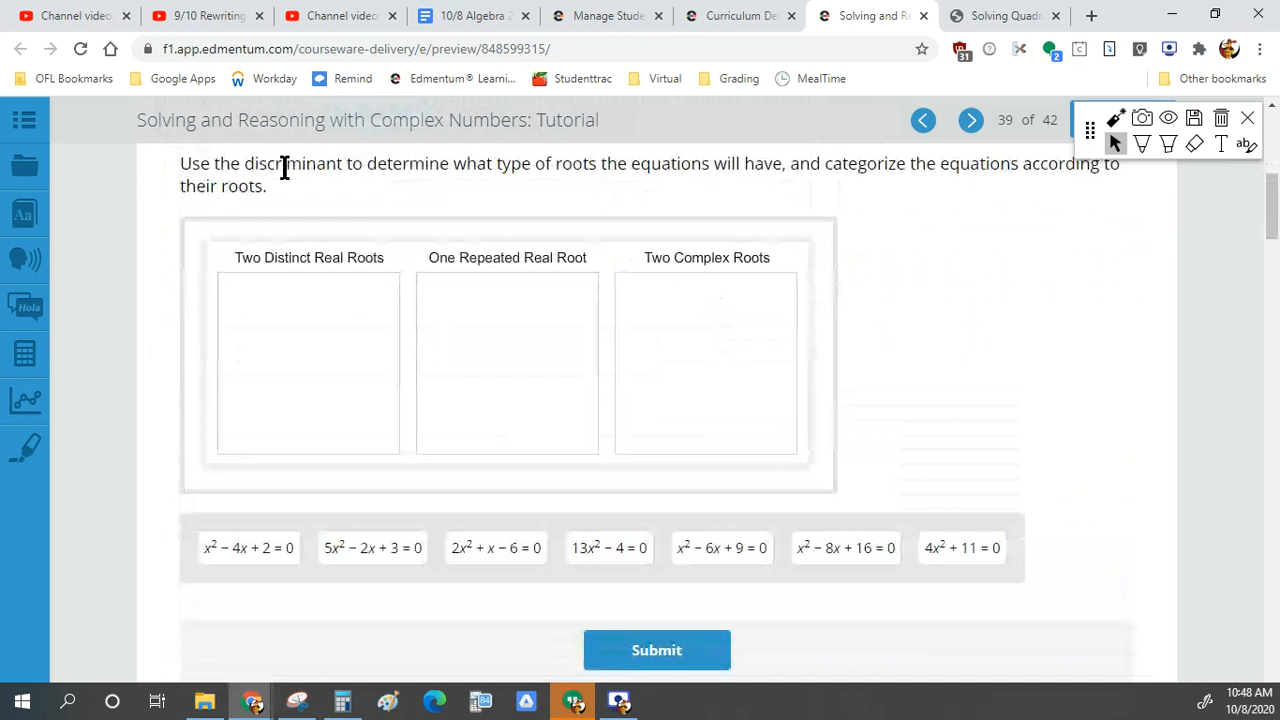 Channel video
9/10 Rewriting
Channel video
10/8 Algebra 2
Manage Stude
Curriculum De
Solving and Re
Solving Quadr
f1.app.edmentum.com/courseware-delivery/e/preview/848599315/
31
2
OFL Bookmarks
Google Apps
Workday
Remind
Edmentum® Learni...
Studenttrac
Virtual
Grading
MealTime
Other bookmarks
Solving and Reasoning with Complex Numbers: Tutorial
39 of 42
Use the discriminant to determine what type of roots the equations will have, and categorize the equations according to
their roots.
Two Distinct Real Roots
One Repeated Real Root
Two Complex Roots
x² − 4x + 2 = 0
5x² − 2x + 3 = 0
2x² + x − 6 = 0
13x² − 4 = 0
x² − 6x + 9 = 0
x² − 8x + 16 = 0
4x² + 11 = 0
Submit
Aa
Hola
T
ab
10:48 AM
10/8/2020